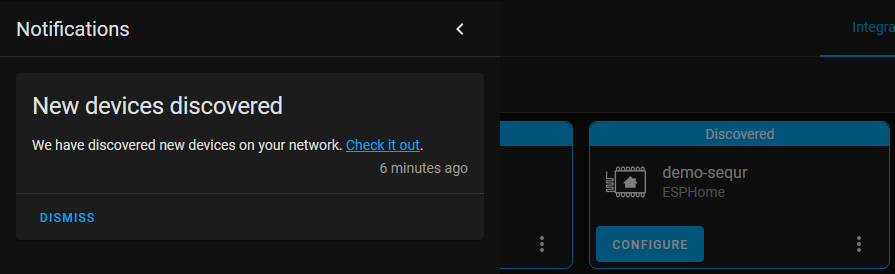 Notifications
Integra
New devices discovered
We have discovered new devices on your network. Check it out.
6 minutes ago
DISMISS
Discovered
demo-sequr
ESPHome
CONFIGURE